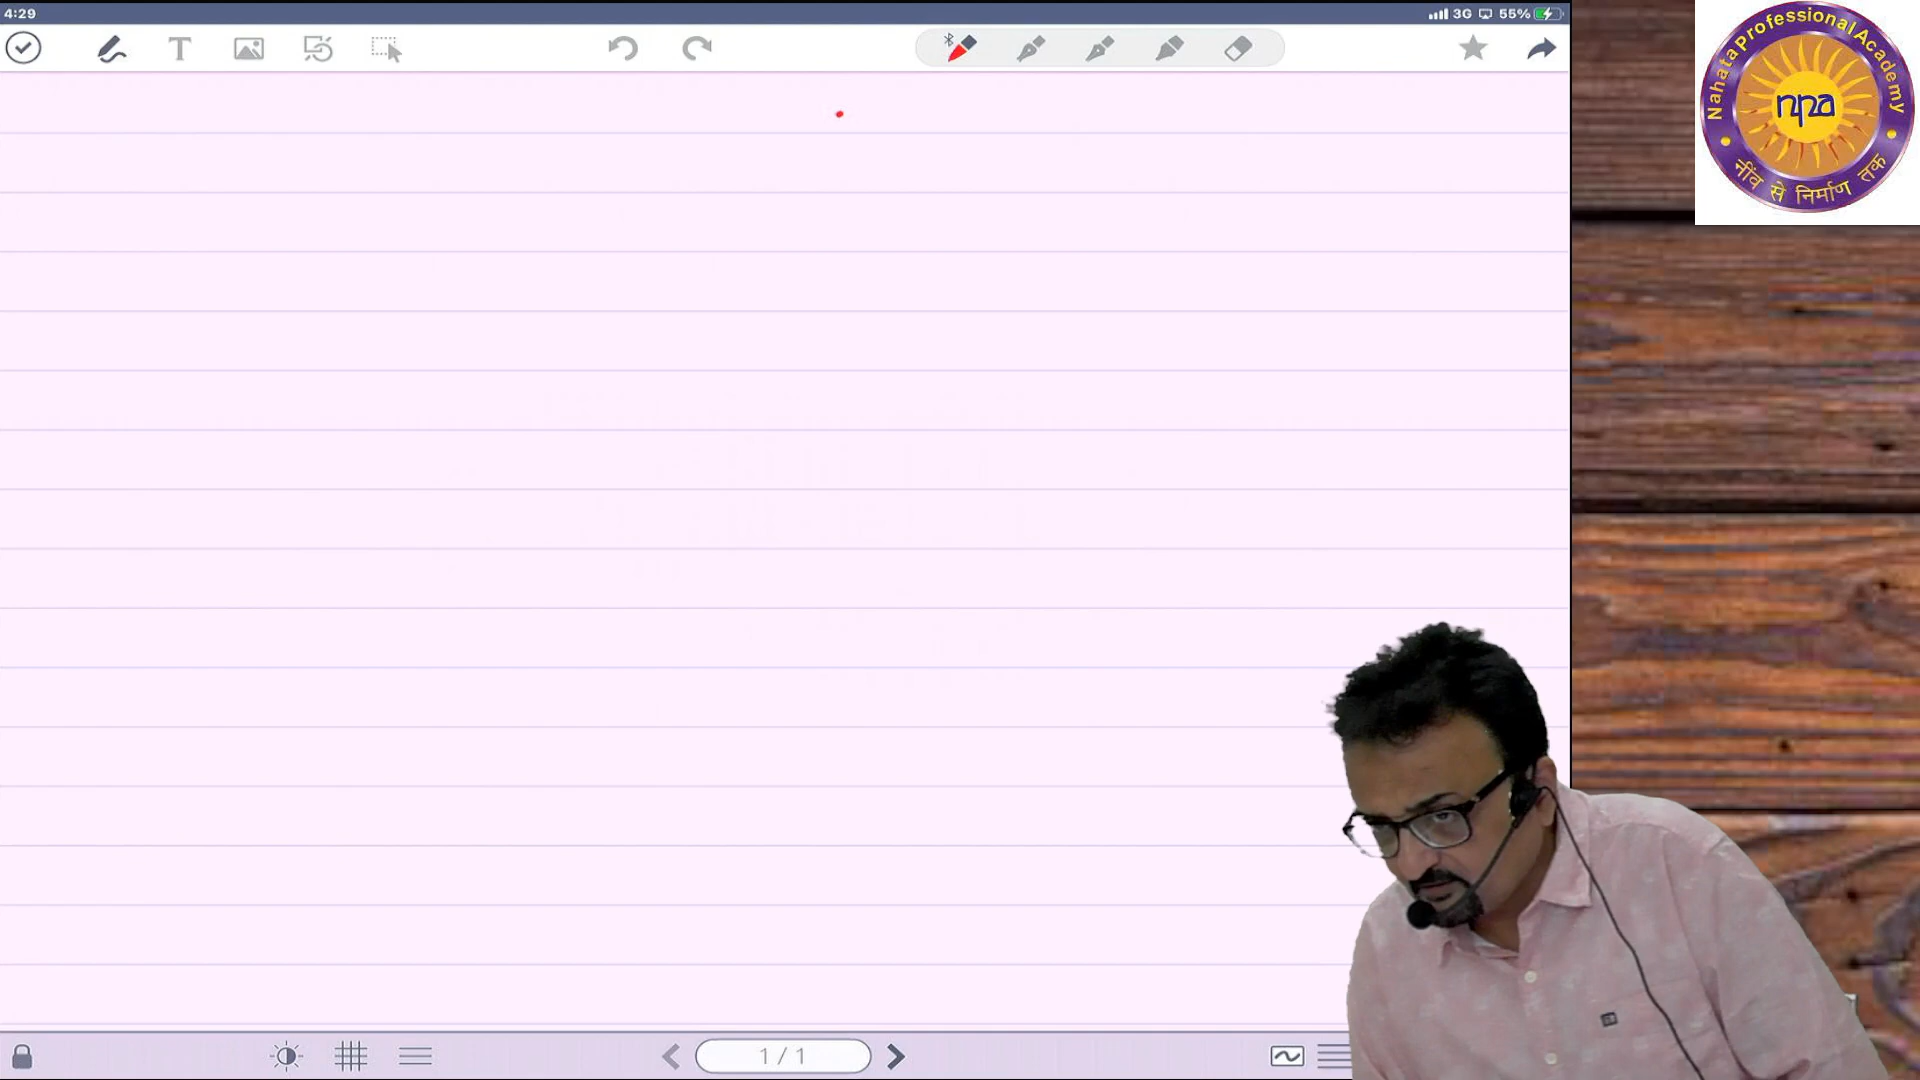 4:29
3G 55%
T
Nahata Professional Academy
npa
नींव से निर्माण तक
1 / 1